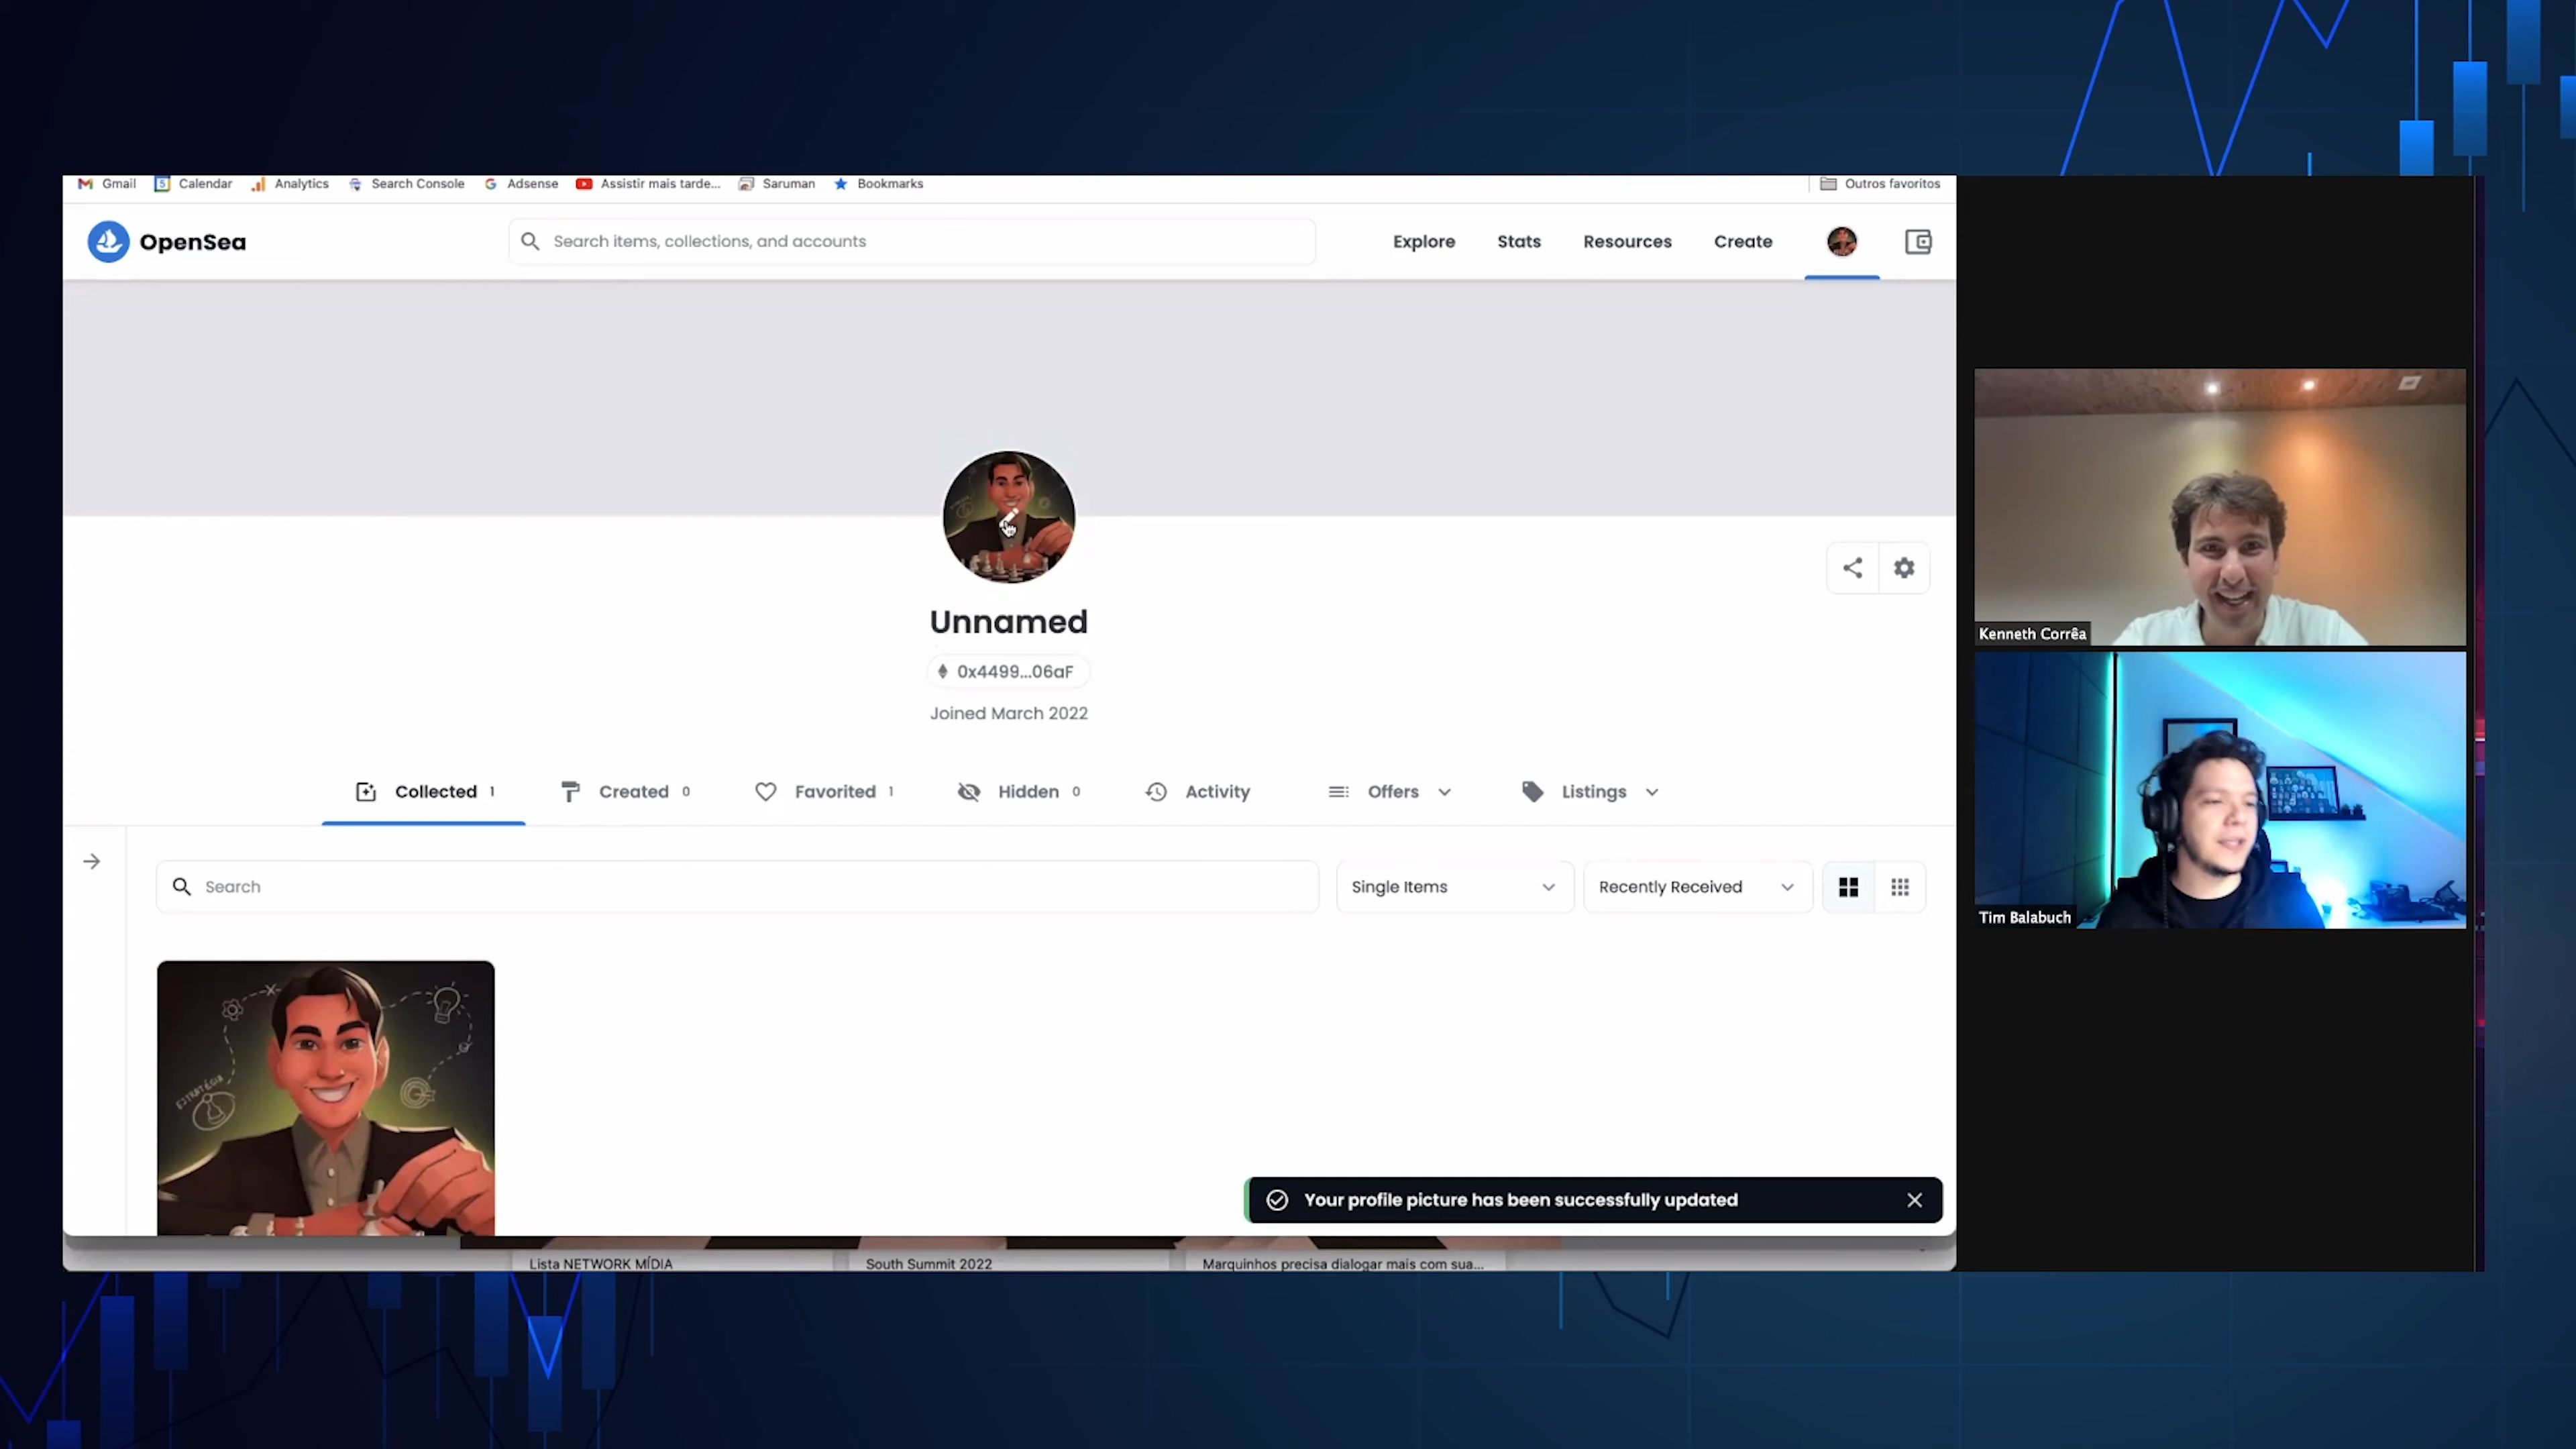 Gmail Calendar Analytics Search Console Adsense Assistir mais tarde... Saruman Bookmarks Outros favoritos
OpenSea Search items, collections, and accounts Explore Stats Resources Create
Unnamed
0x4499...06aF
Joined March 2022
Collected 1 Created 0 Favorited 1 Hidden 0 Activity Offers Listings
Search Single Items Recently Received
ESTRATÉGIA
Your profile picture has been successfully updated
Lista NETWORK MÍDIA South Summit 2022 Marquinhos precisa dialogar mais com sua...
Kenneth Corrêa
Tim Balabuch